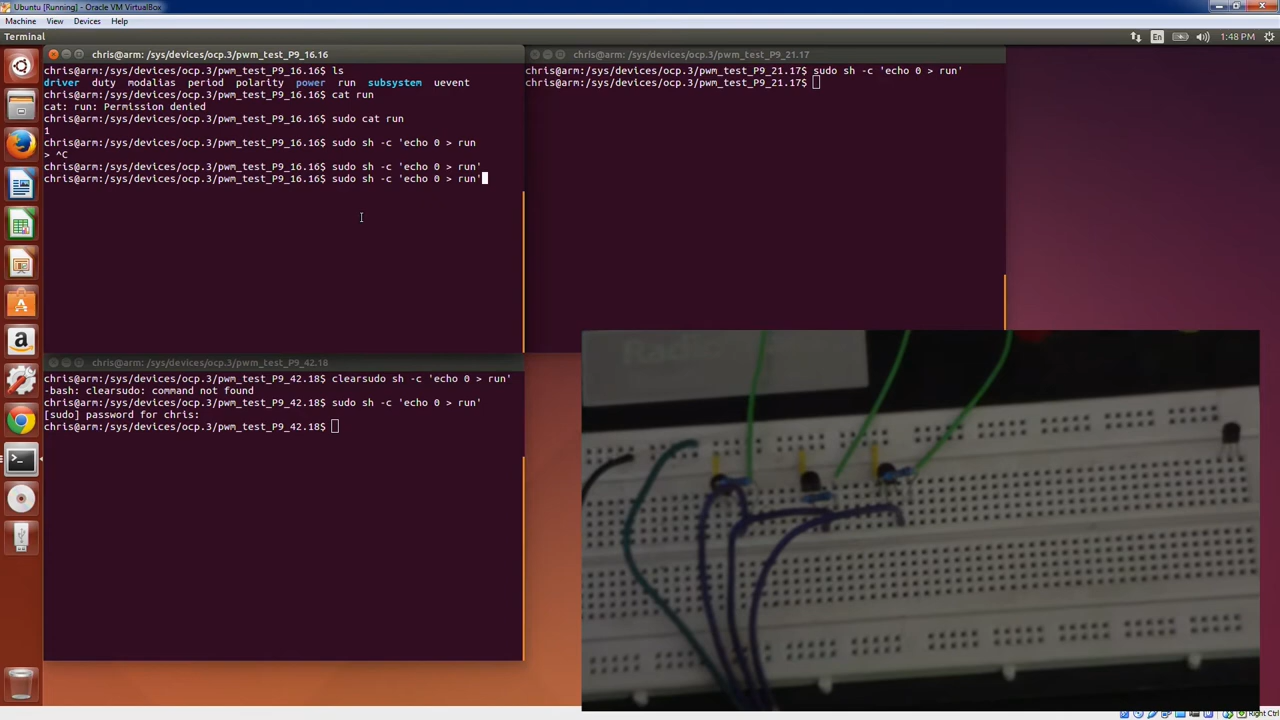 Ubuntu [Running] - Oracle VM VirtualBox
Machine View Devices Help
Terminal
En
1:48 PM
chris@arm: /sys/devices/ocp.3/pwm_test_P9_16.16
chris@arm:/sys/devices/ocp.3/pwm_test_P9_16.16$ ls
driver duty modalias period polarity power run subsystem uevent
chris@arm:/sys/devices/ocp.3/pwm_test_P9_16.16$ cat run
cat: run: Permission denied
chris@arm:/sys/devices/ocp.3/pwm_test_P9_16.16$ sudo cat run
1
chris@arm:/sys/devices/ocp.3/pwm_test_P9_16.16$ sudo sh -c 'echo 0 > run
> ^C
chris@arm:/sys/devices/ocp.3/pwm_test_P9_16.16$ sudo sh -c 'echo 0 > run'
chris@arm:/sys/devices/ocp.3/pwm_test_P9_16.16$ sudo sh -c 'echo 0 > run'
chris@arm: /sys/devices/ocp.3/pwm_test_P9_21.17
chris@arm:/sys/devices/ocp.3/pwm_test_P9_21.17$ sudo sh -c 'echo 0 > run'
chris@arm:/sys/devices/ocp.3/pwm_test_P9_21.17$
chris@arm: /sys/devices/ocp.3/pwm_test_P9_42.18
chris@arm:/sys/devices/ocp.3/pwm_test_P9_42.18$ clearsudo sh -c 'echo 0 > run'
bash: clearsudo: command not found
chris@arm:/sys/devices/ocp.3/pwm_test_P9_42.18$ sudo sh -c 'echo 0 > run'
[sudo] password for chris:
chris@arm:/sys/devices/ocp.3/pwm_test_P9_42.18$
Right Ctrl